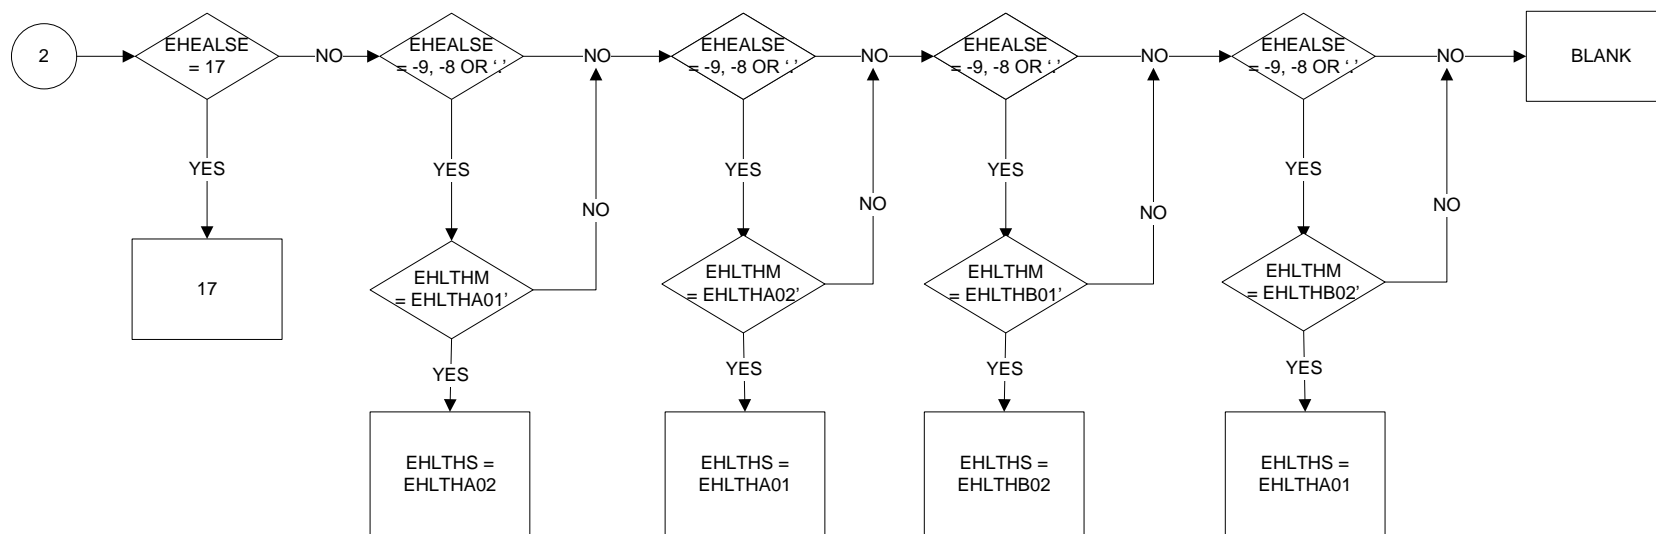 2
EHEALSE
= 17
NO
EHEALSE
= -9, -8 OR ‘.’
NO
EHEALSE
= -9, -8 OR ‘.’
NO
EHEALSE
= -9, -8 OR ‘.’
NO
EHEALSE
= -9, -8 OR ‘.’
NO
BLANK
YES
YES
YES
YES
YES
NO
NO
NO
NO
17
EHLTHM
= EHLTHA01’
EHLTHM
= EHLTHA02’
EHLTHM
= EHLTHB01’
EHLTHM
= EHLTHB02’
YES
YES
YES
YES
EHLTHS =
EHLTHA02
EHLTHS =
EHLTHA01
EHLTHS =
EHLTHB02
EHLTHS =
EHLTHA01